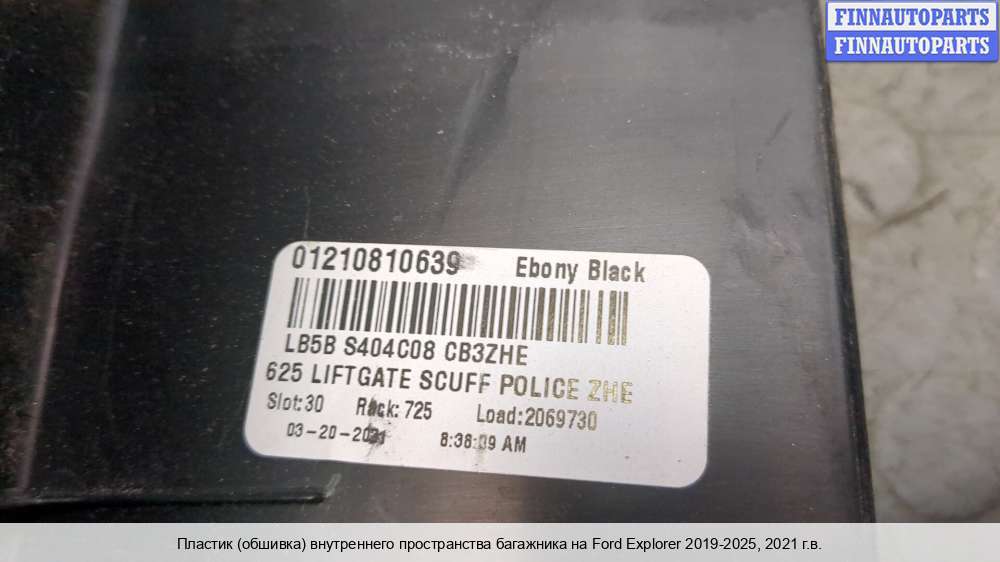 FINNAUTOPARTS
FINNAUTOPARTS
01210810639 Ebony Black
LB5B S404C08 CB3ZHE
625 LIFTGATE SCUFF POLICE ZHE
Slot:30 Rack:725 Load:2069730
03-20-2021 8:38:09 AM
Пластик (обшивка) внутреннего пространства багажника на Ford Explorer 2019-2025, 2021 г.в.